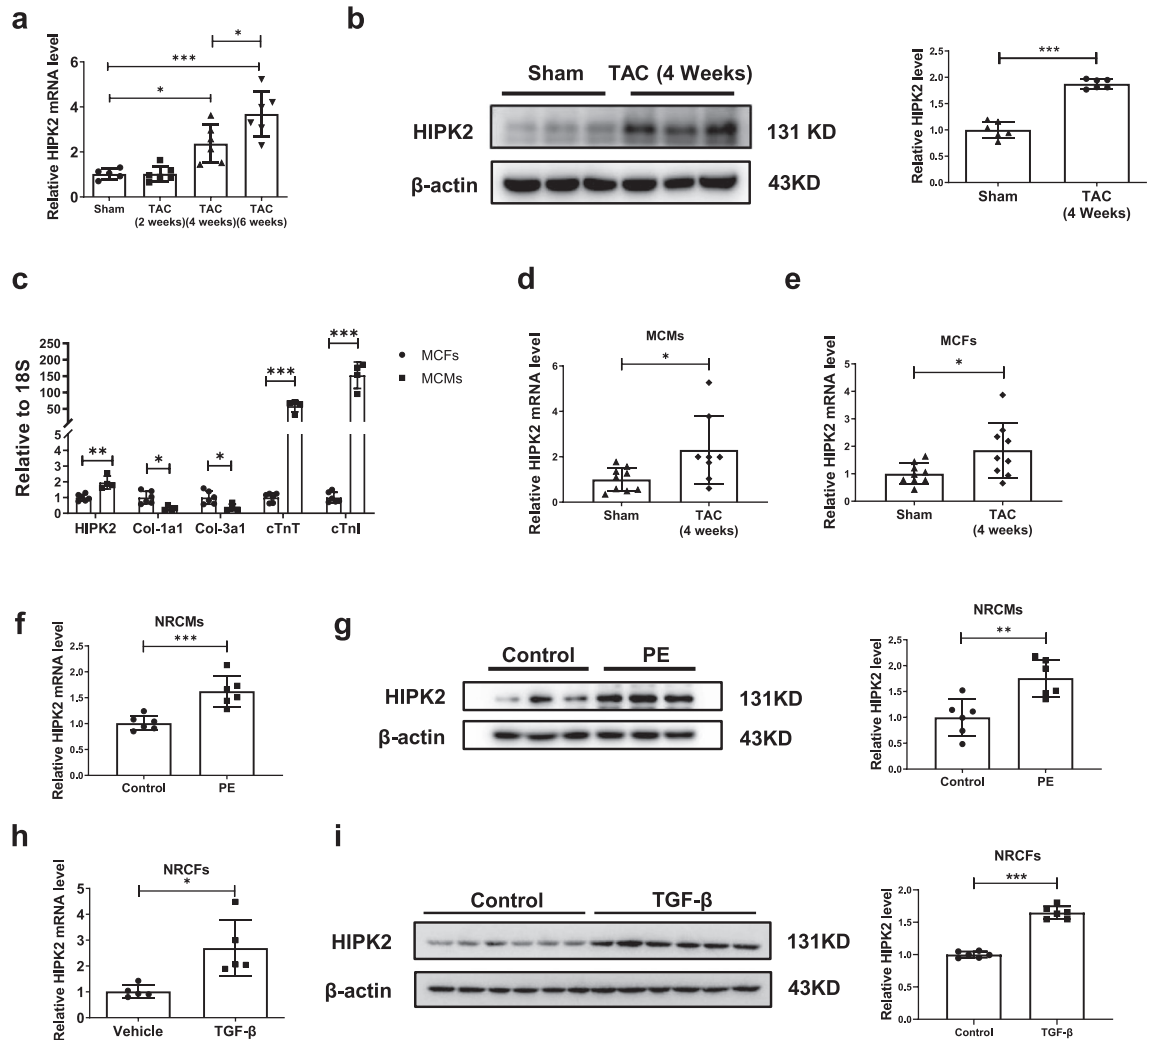 a
Relative HIPK2 mRNA level
6
4
2
0
*
***
*
Sham
TAC
(2 weeks)
TAC
(4 weeks)
TAC
(6 weeks)
b
Sham
TAC (4 Weeks)
HIPK2
131 KD
β-actin
43KD
Relative HIPK2 level
2.5
2.0
1.5
1.0
0.5
0.0
***
Sham
TAC
(4 Weeks)
c
Relative to 18S
250
200
150
100
50
5
4
3
2
1
0
**
*
*
***
***
HIPK2
Col-1a1
Col-3a1
cTnT
cTnI
MCFs
MCMs
d
MCMs
Relative HIPK2 mRNA level
6
4
2
0
*
Sham
TAC
(4 weeks)
e
MCFs
Relative HIPK2 mRNA level
5
4
3
2
1
0
*
Sham
TAC
(4 weeks)
f
NRCMs
Relative HIPK2 mRNA level
2.5
2.0
1.5
1.0
0.5
0.0
***
Control
PE
g
Control
PE
HIPK2
131KD
β-actin
43KD
NRCMs
Relative HIPK2 level
2.5
2.0
1.5
1.0
0.5
0.0
**
Control
PE
h
NRCFs
Relative HIPK2 mRNA level
5
4
3
2
1
0
*
Vehicle
TGF-β
i
Control
TGF-β
HIPK2
131KD
β-actin
43KD
NRCFs
Relative HIPK2 level
2.0
1.5
1.0
0.5
0.0
***
Control
TGF-β